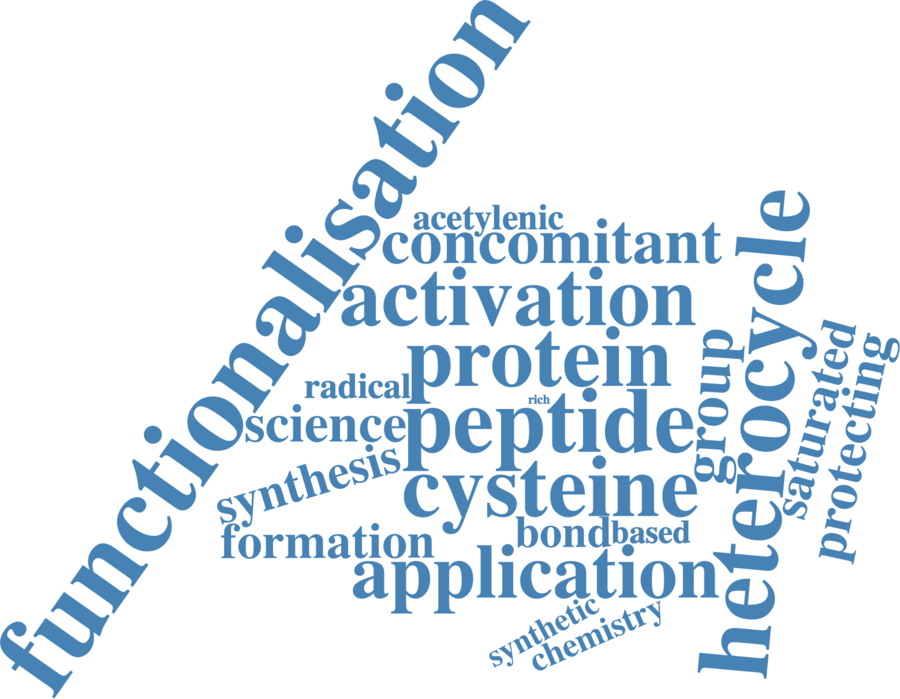 functionalisation
acetylenic
concomitant
activation
protein
radical
rich
science
peptide
group
heterocycle
saturated
protecting
synthesis
cysteine
formation
bond
based
application
synthetic
chemistry